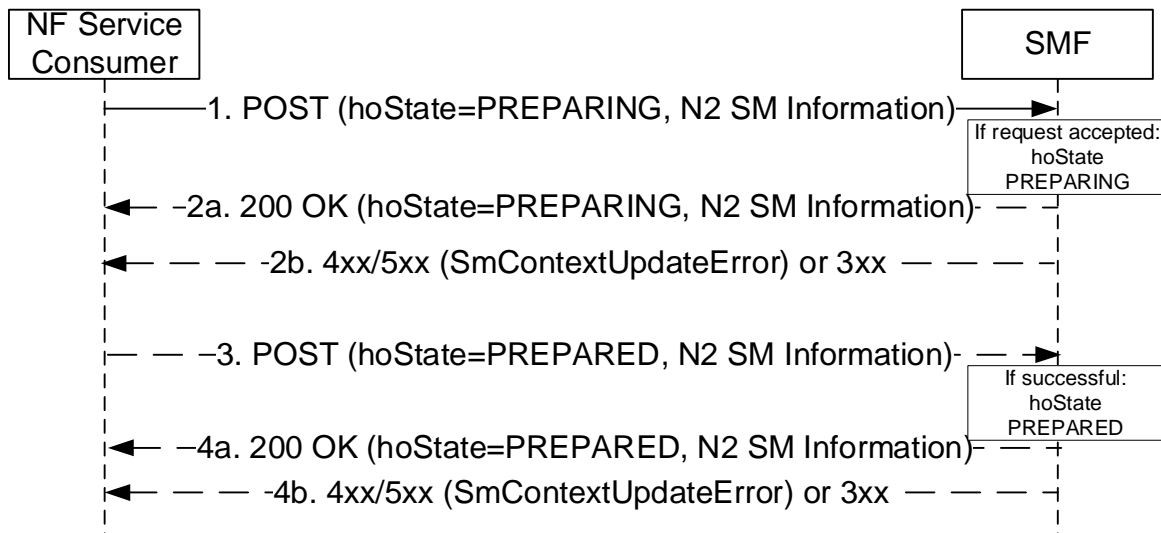 NF Service
Consumer
SMF
1. POST (hoState=PREPARING, N2 SM Information)
If request accepted:
hoState
PREPARING
2a. 200 OK (hoState=PREPARING, N2 SM Information)
2b. 4xx/5xx (SmContextUpdateError) or 3xx
3. POST (hoState=PREPARED, N2 SM Information)
If successful:
hoState
PREPARED
4a. 200 OK (hoState=PREPARED, N2 SM Information)
4b. 4xx/5xx (SmContextUpdateError) or 3xx